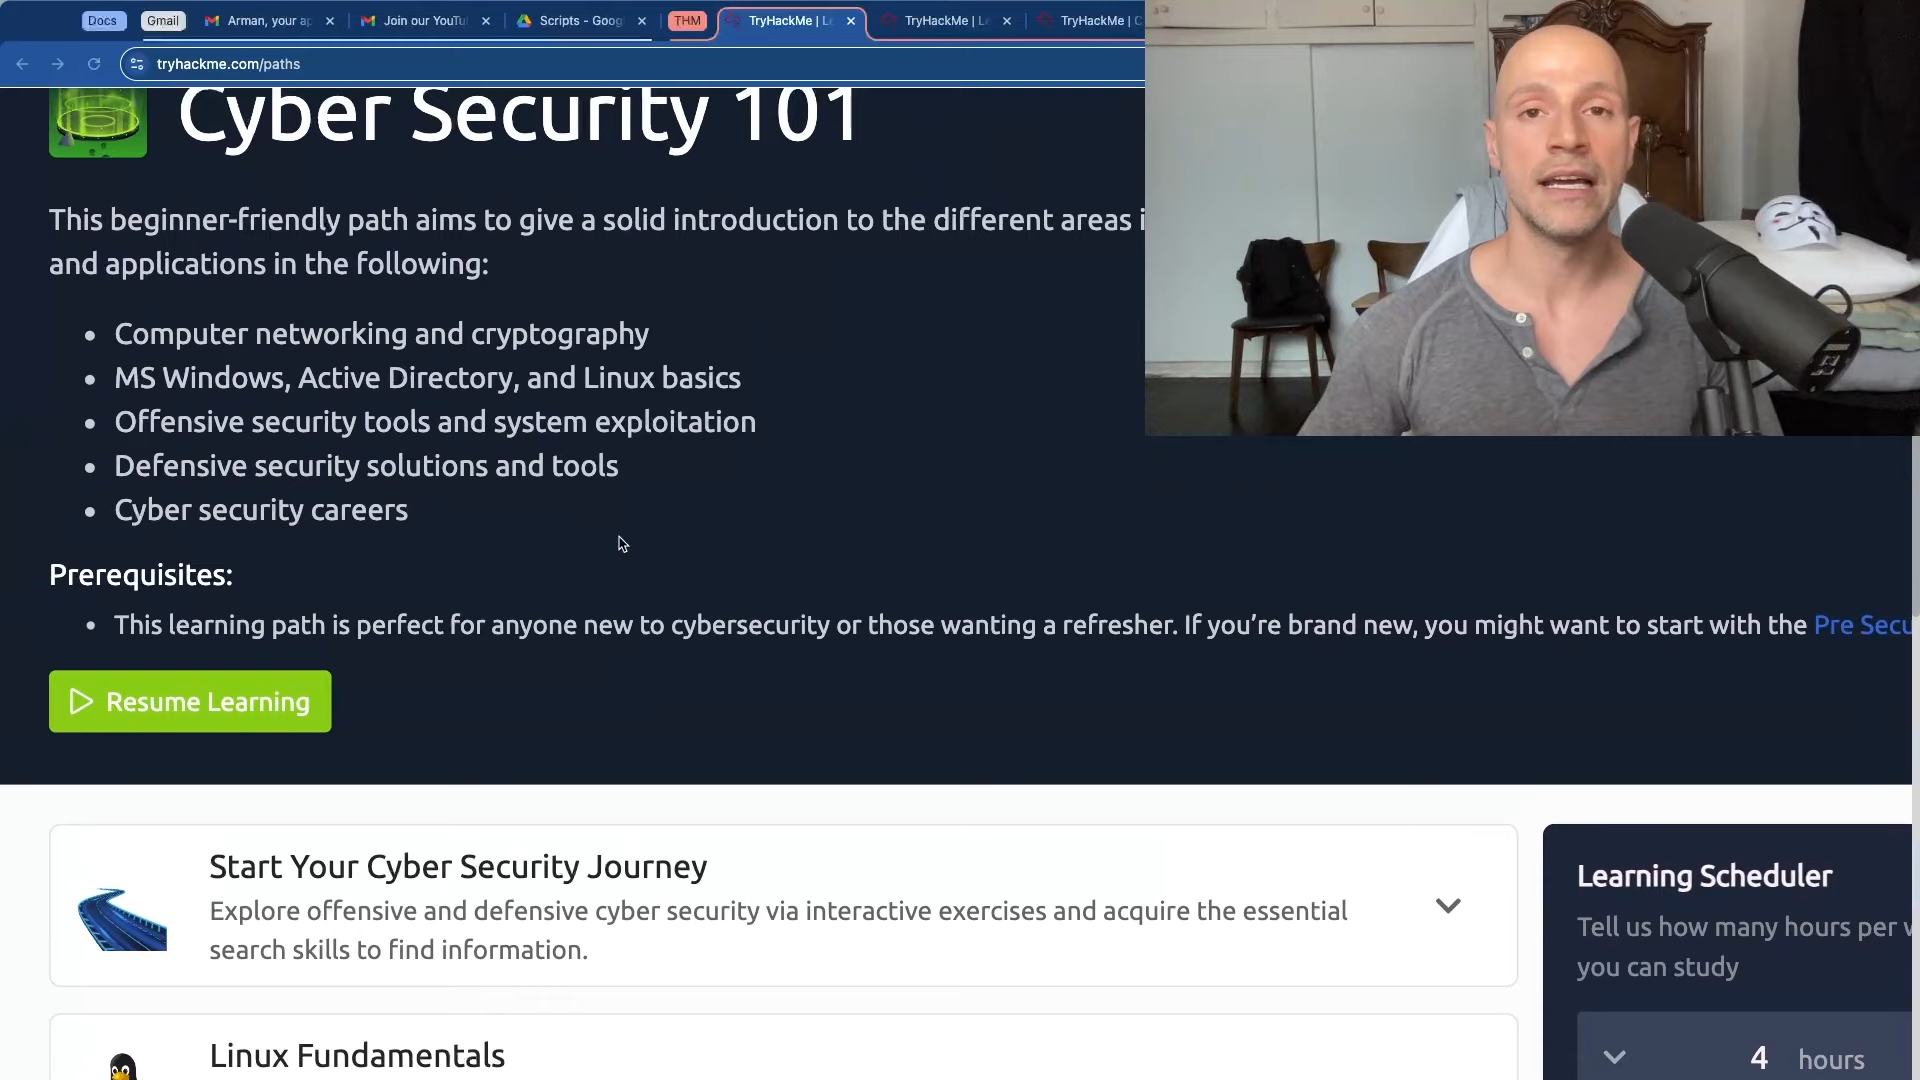 Docs
Gmail
Arman, your ap
Join our YouTu
Scripts - Goog
THM
TryHackMe | Le
TryHackMe | Le
TryHackMe | C
tryhackme.com/paths
Cyber Security 101
This beginner-friendly path aims to give a solid introduction to the different areas i
and applications in the following:
• Computer networking and cryptography
• MS Windows, Active Directory, and Linux basics
• Offensive security tools and system exploitation
• Defensive security solutions and tools
• Cyber security careers
Prerequisites:
• This learning path is perfect for anyone new to cybersecurity or those wanting a refresher. If you’re brand new, you might want to start with the Pre Secu
Resume Learning
Start Your Cyber Security Journey
Explore offensive and defensive cyber security via interactive exercises and acquire the essential
search skills to find information.
Learning Scheduler
Tell us how many hours per w
you can study
4 hours
Linux Fundamentals